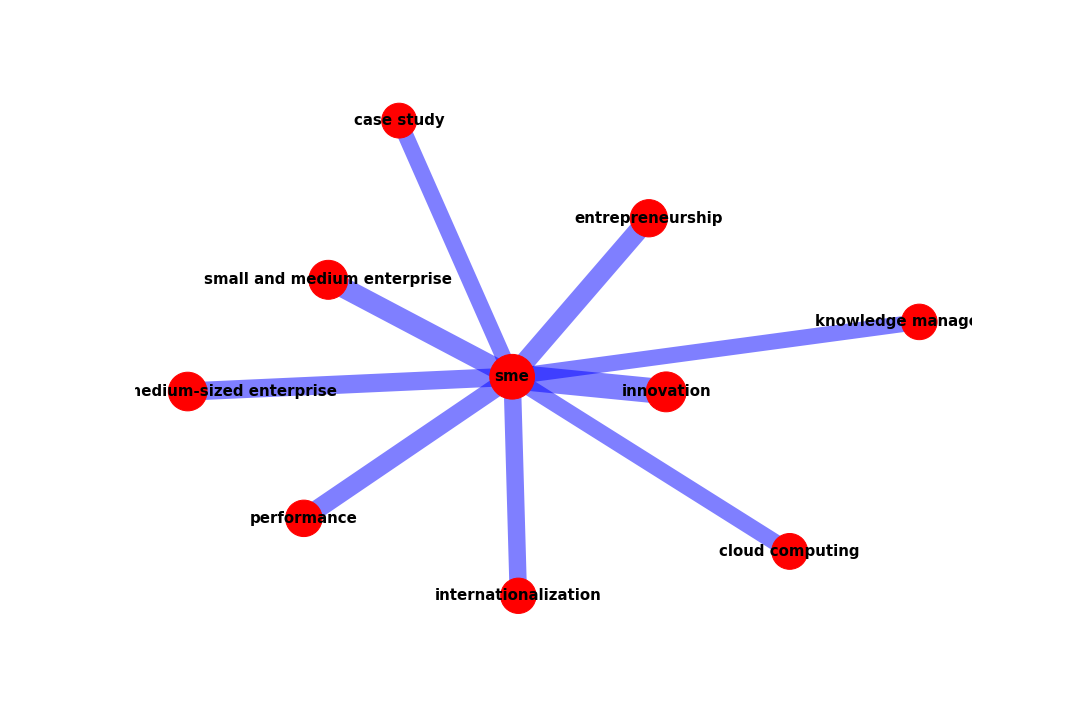 case study
entrepreneurship
small and medium enterprise
knowledge manag
sme
medium-sized enterprise
innovation
performance
cloud computing
internationalization